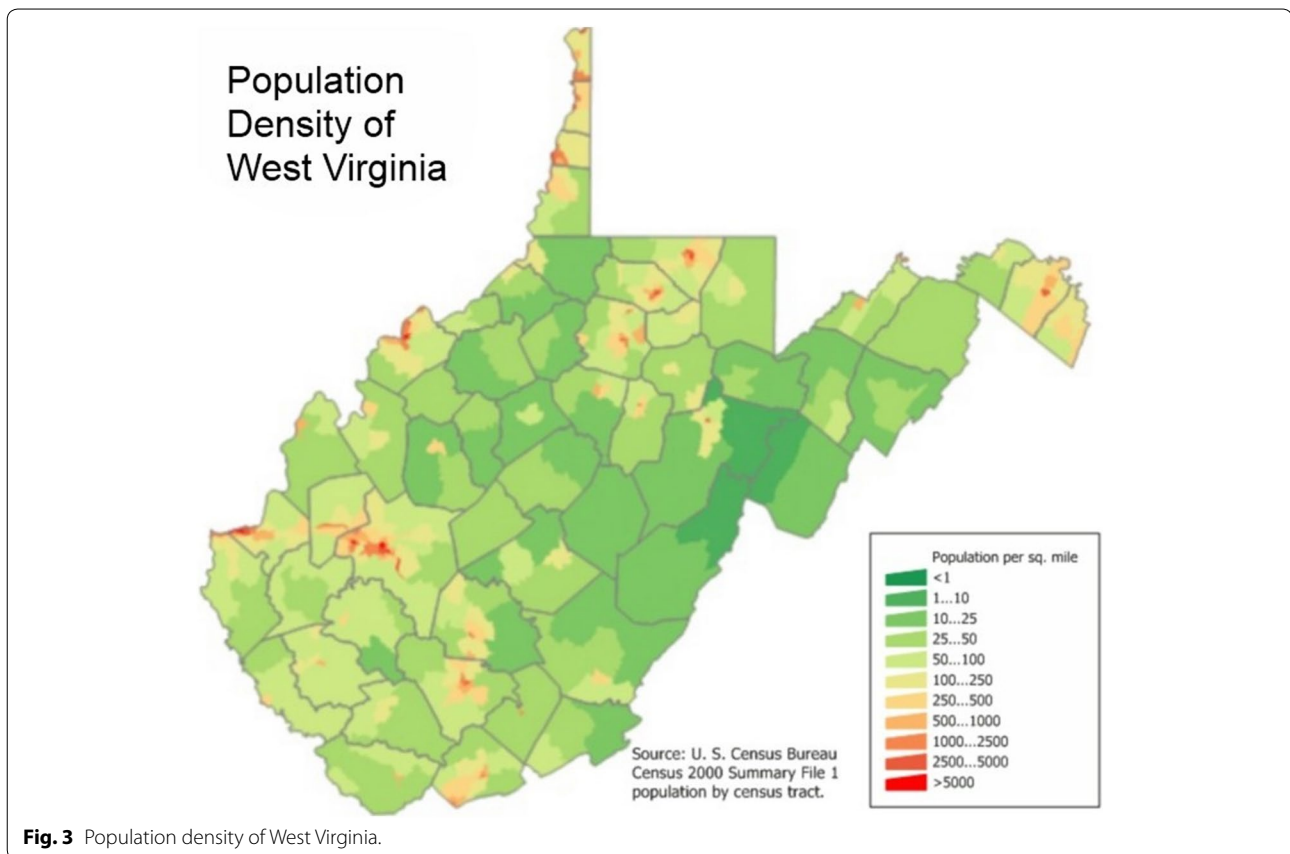 Population
Density of
West Virginia
Population per sq. mile
<1
1...10
10...25
25...50
50...100
100...250
250...500
500...1000
1000...2500
2500...5000
>5000
Source: U. S. Census Bureau
Census 2000 Summary File 1
population by census tract.
Fig. 3 Population density of West Virginia.